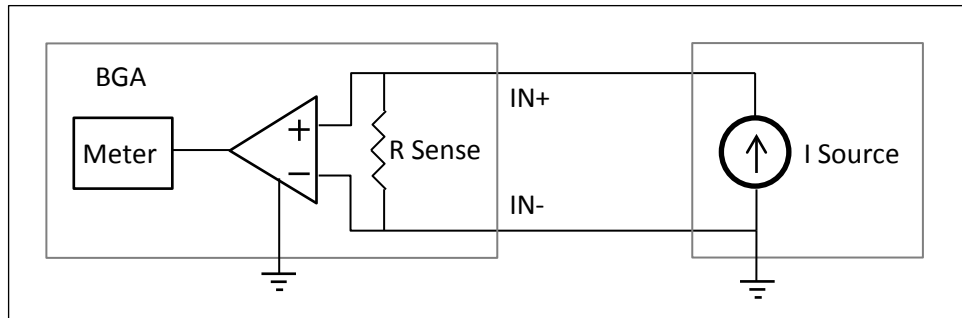 BGA
IN+
+
Meter
R Sense
I Source
−
IN-